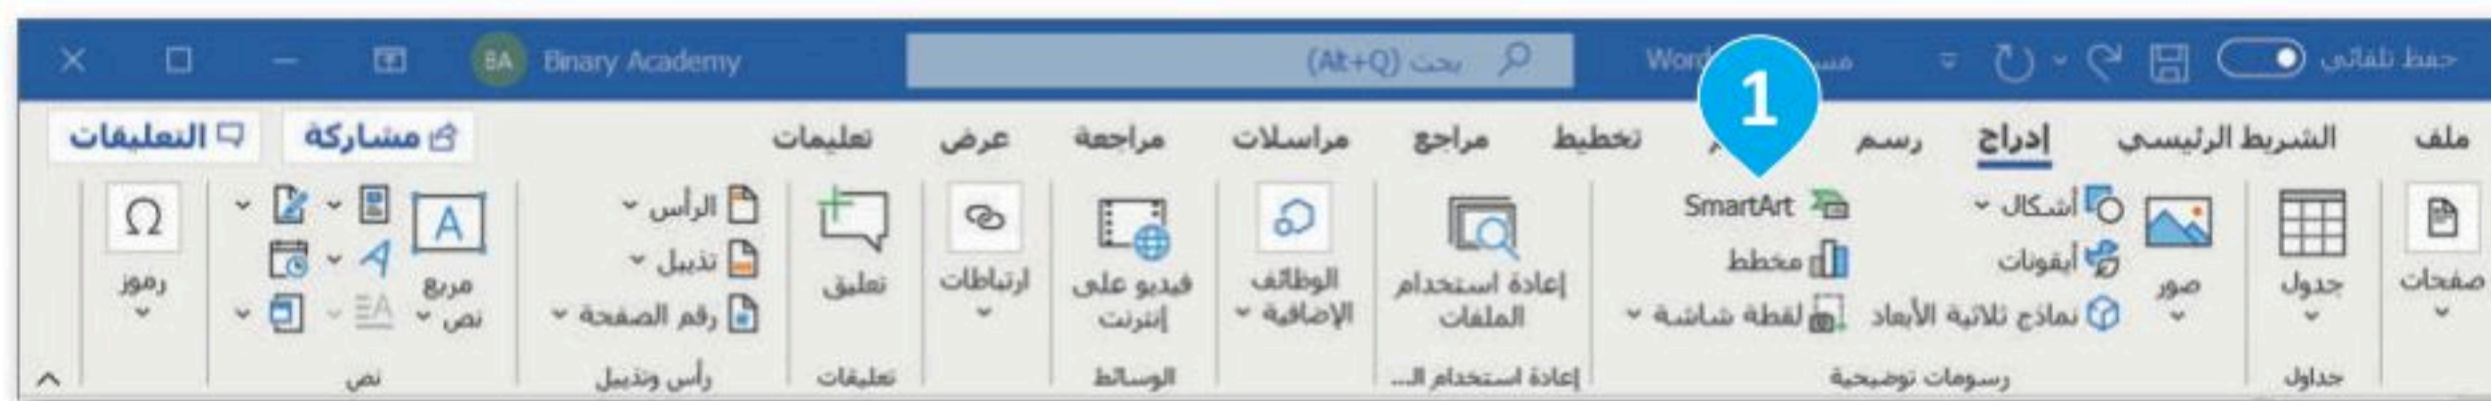 حفظ تلقائي
Word
بحث (Alt+Q)
Binary Academy
BA
1
ملف
الشريط الرئيسي
إدراج
رسم
تخطيط
مراجع
مراسلات
مراجعة
عرض
تعليمات
مشاركة
التعليقات
صفحات
جدول
جداول
صور
أشكال
أيقونات
نماذج ثلاثية الأبعاد
SmartArt
مخطط
لقطة شاشة
رسومات توضيحية
إعادة استخدام
الملفات
إعادة استخدام الـ...
الوظائف
الإضافية
فيديو على
إنترنت
الوسائط
ارتباطات
تعليق
تعليقات
الرأس
تذييل
رقم الصفحة
رأس وتذييل
مربع
نص
نص
رموز